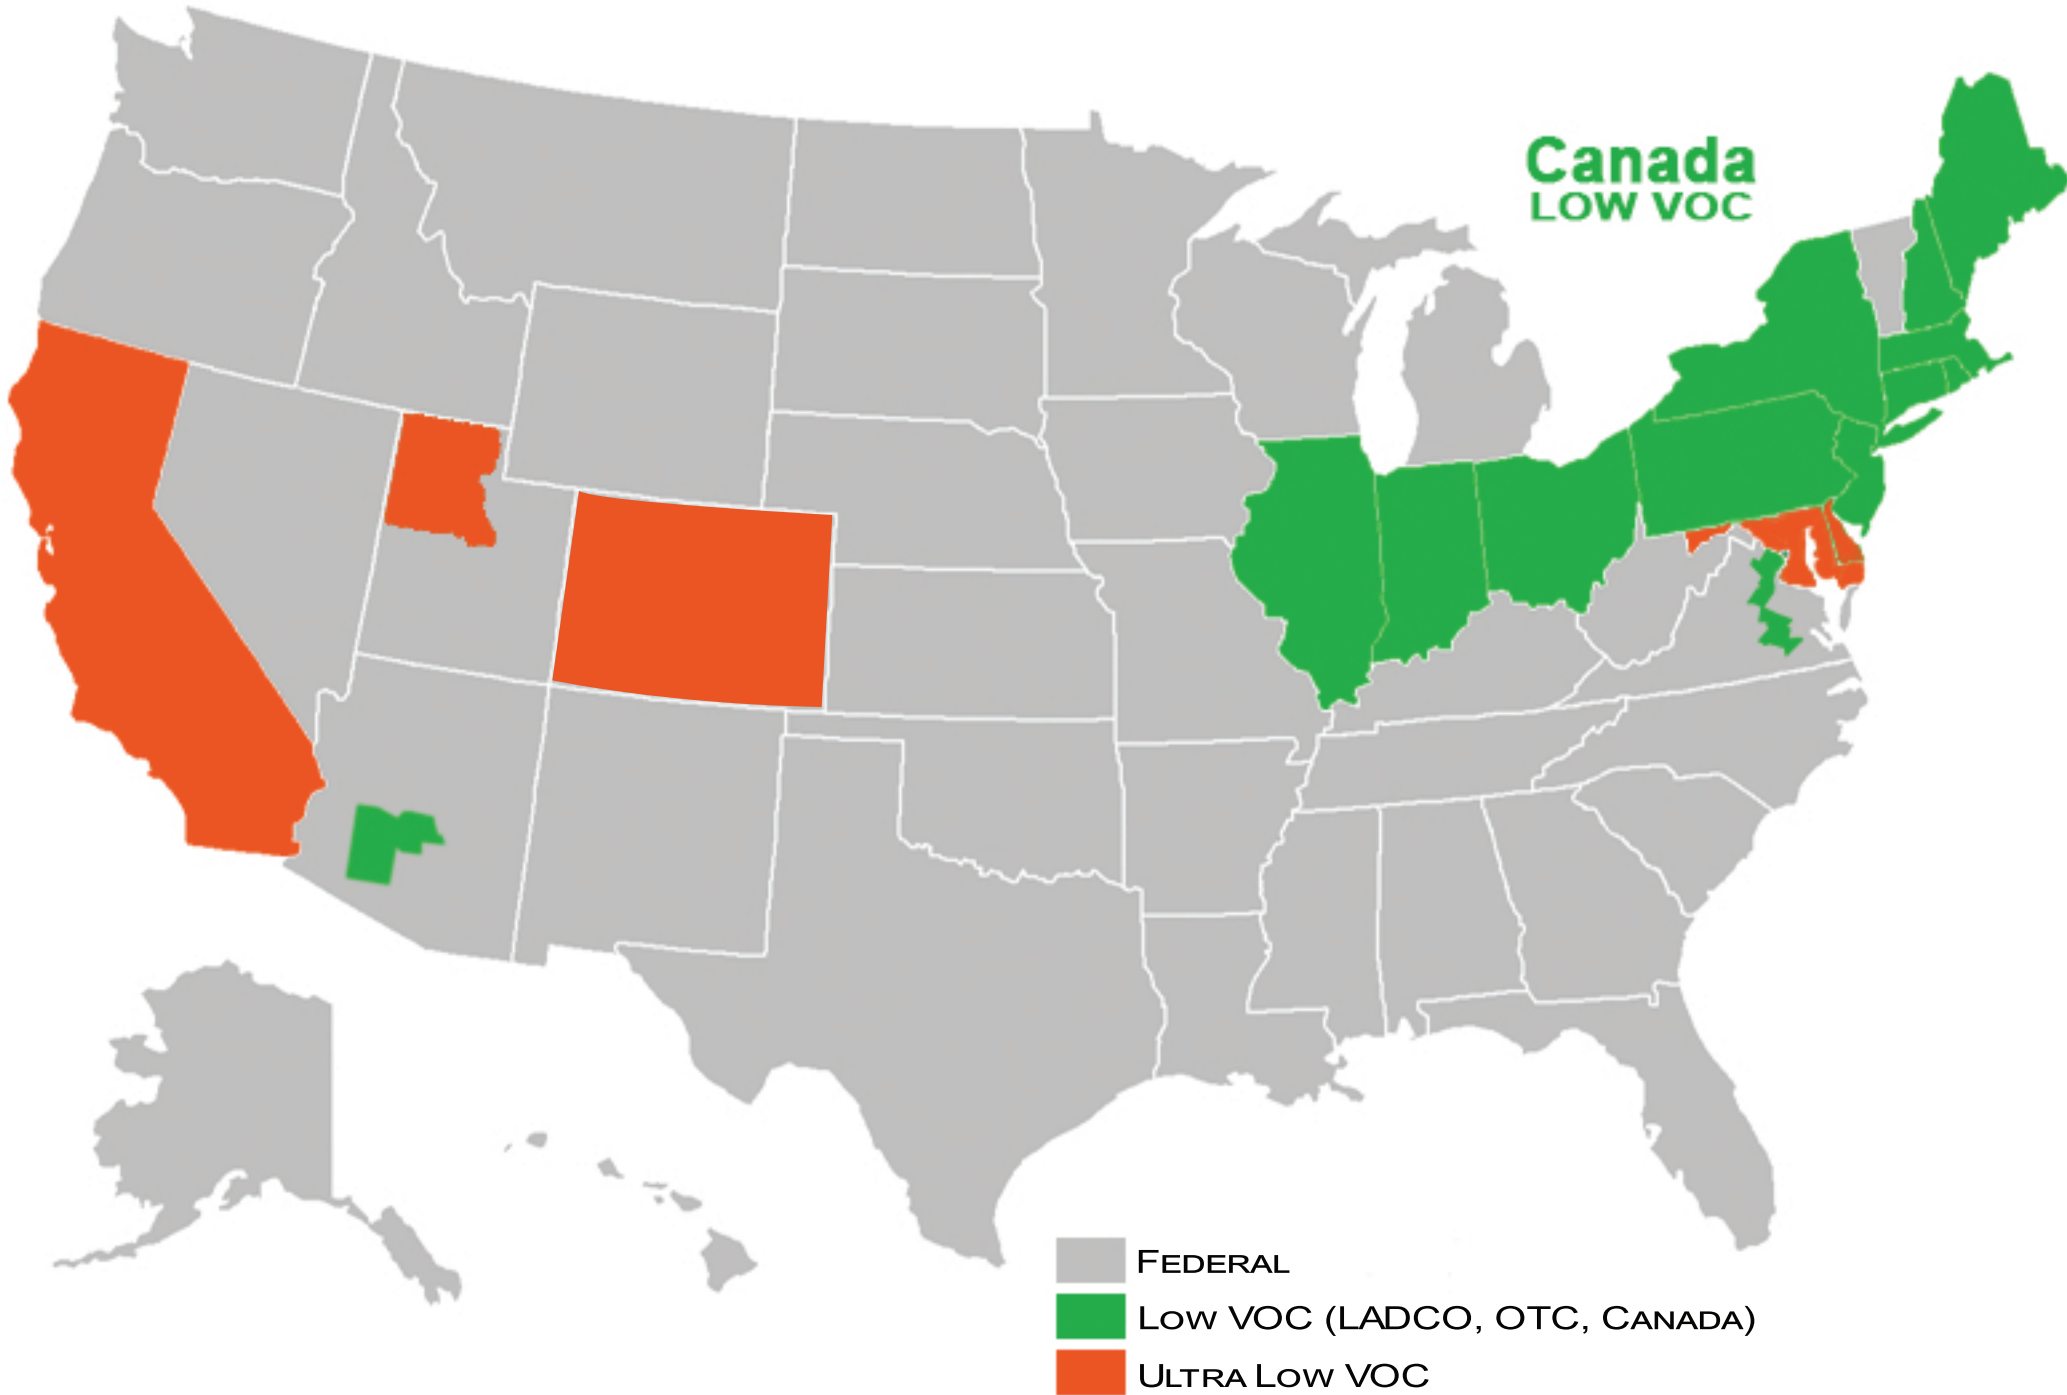 Canada
LOW VOC
Federal
Low VOC (LADCO, OTC, Canada)
Ultra Low VOC